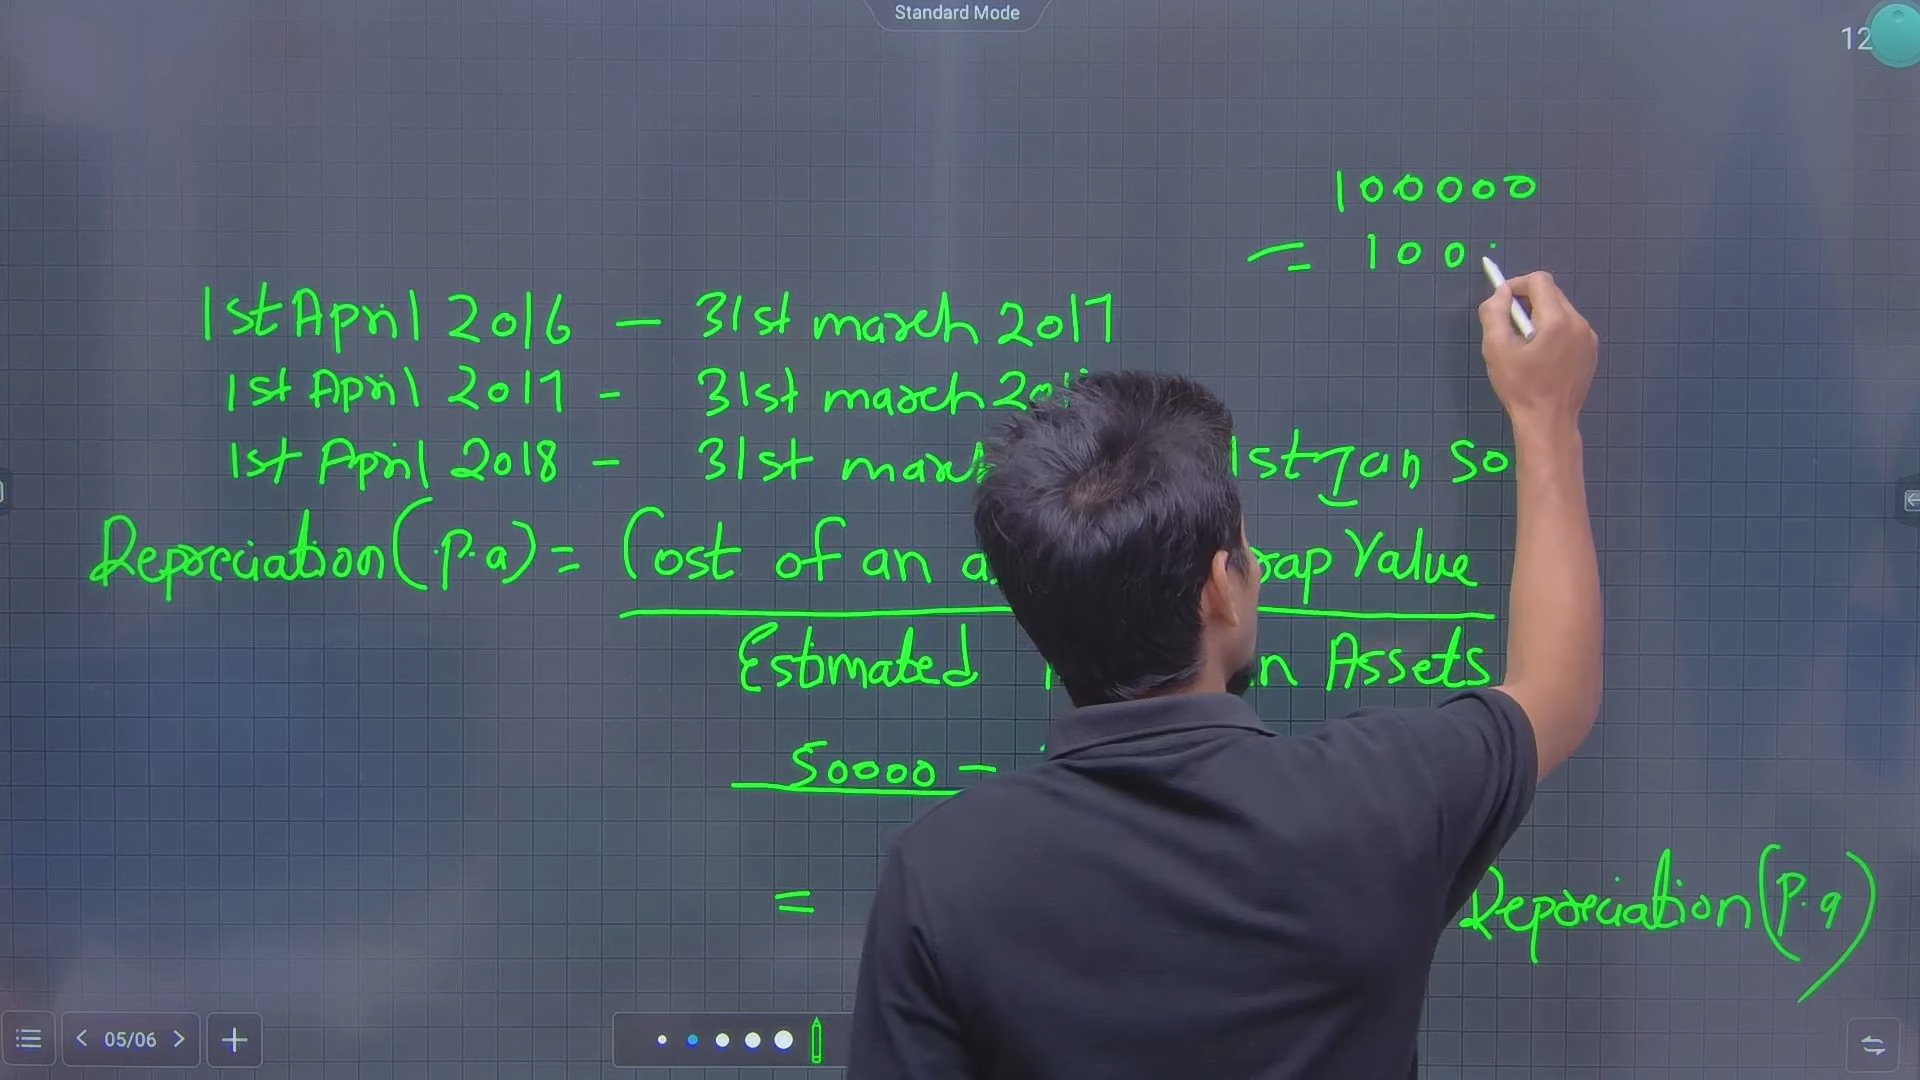 Standard Mode
12
100000
= 100
1st April 2016 – 31st march 2017
1st April 2017 - 31st march
1st April 2018 - 31st 1st Jan
Depreciation (p.a) = Cost of an Value
Estimated Assets
50000 –
=
Depreciation (p.a)
05/06